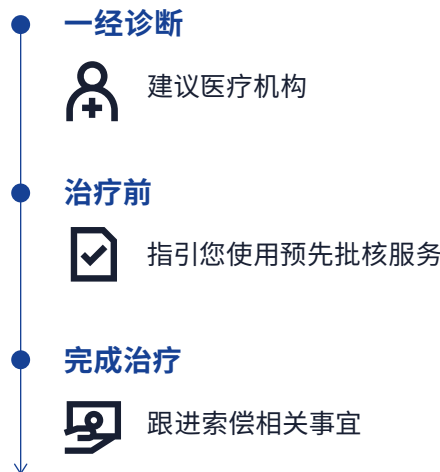 一经诊断
建议医疗机构
治疗前
指引您使用预先批核服务
完成治疗
跟进索偿相关事宜